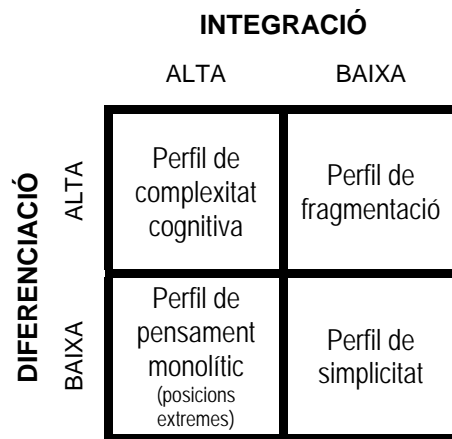 INTEGRACIÓ
ALTA
BAIXA
DIFERENCIACIÓ
ALTA
Perfil de
complexitat
cognitiva
Perfil de
fragmentació
BAIXA
Perfil de
pensament
monolític
(posicions
extremes)
Perfil de
simplicitat